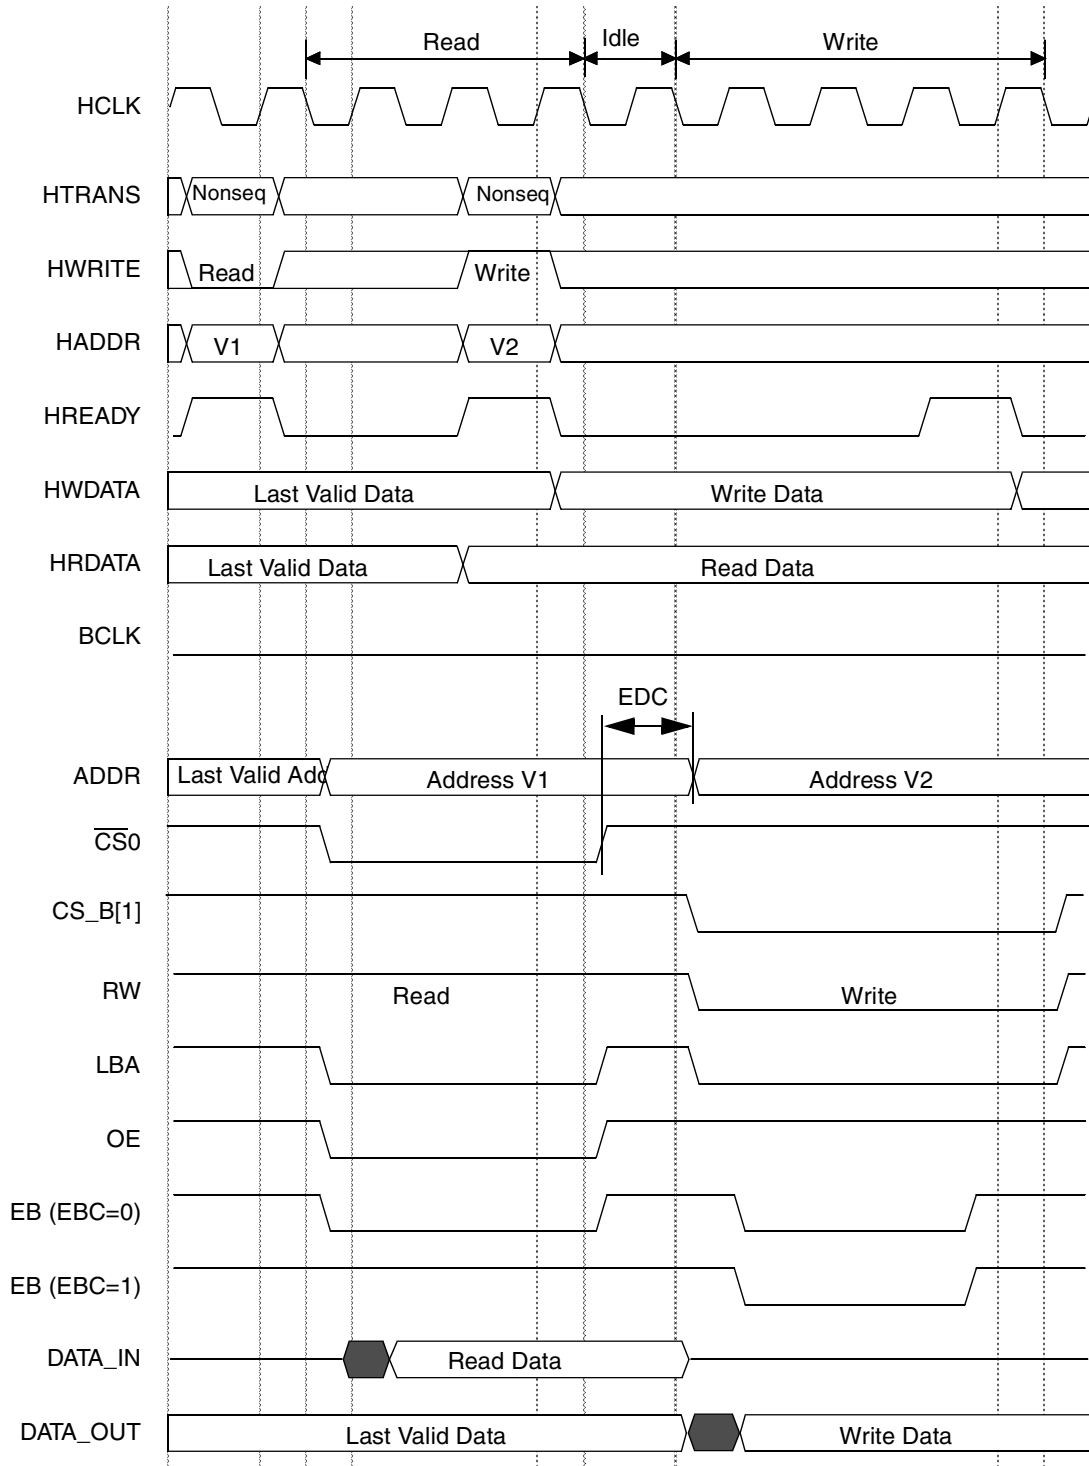 Read Idle Write
HCLK
HTRANS Nonseq Nonseq
HWRITE Read Write
HADDR V1 V2
HREADY
HWDATA Last Valid Data Write Data
HRDATA Last Valid Data Read Data
BCLK
EDC
ADDR Last Valid Add Address V1 Address V2
CS0
CS_B[1]
RW Read Write
LBA
OE
EB (EBC=0)
EB (EBC=1)
DATA_IN Read Data
DATA_OUT Last Valid Data Write Data